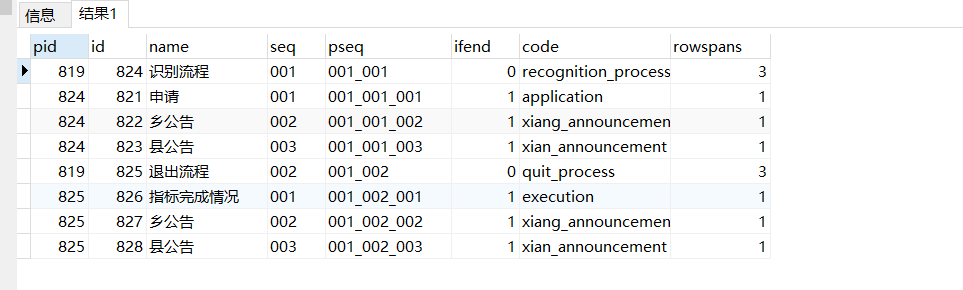 信息 结果1
pid id name seq pseq ifend code rowspans
819 824 识别流程 001 001_001 0 recognition_process 3
824 821 申请 001 001_001_001 1 application 1
824 822 乡公告 002 001_001_002 1 xiang_announcemen 1
824 823 县公告 003 001_001_003 1 xian_announcement 1
819 825 退出流程 002 001_002 0 quit_process 3
825 826 指标完成情况 001 001_002_001 1 execution 1
825 827 乡公告 002 001_002_002 1 xiang_announcemen 1
825 828 县公告 003 001_002_003 1 xian_announcement 1